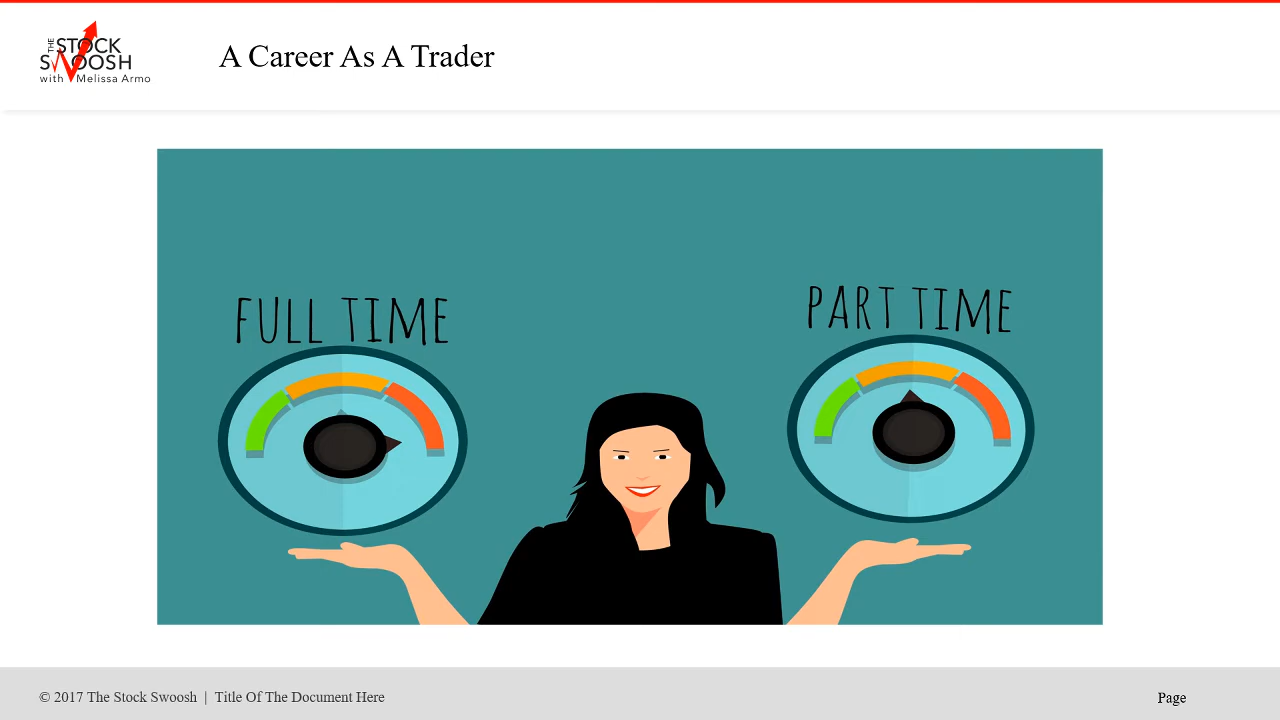 THE STOCK
SWOOSH
with Melissa Armo
A Career As A Trader
FULL TIME
PART TIME
© 2017 The Stock Swoosh | Title Of The Document Here
Page